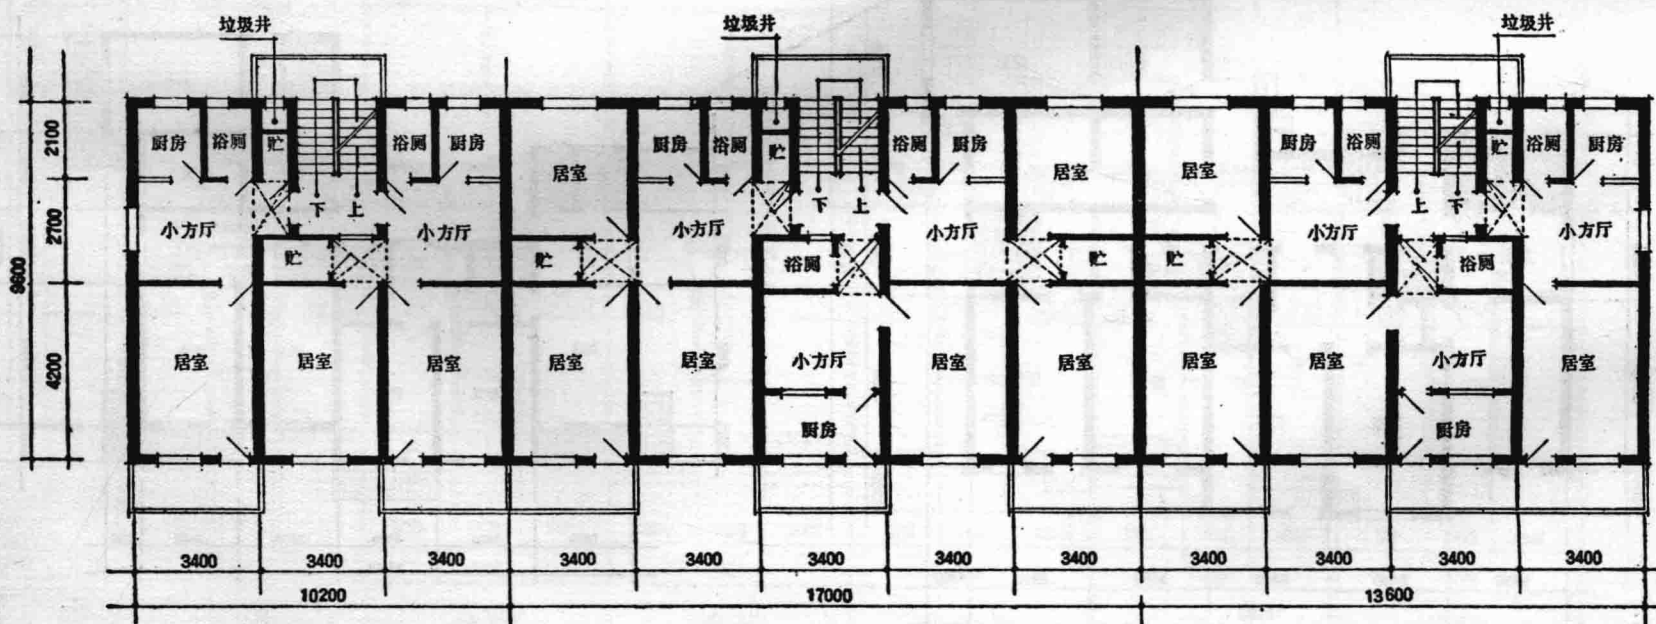 垃圾井 垃圾井 垃圾井
厨房 浴厕 贮 浴厕 厨房 厨房 浴厕 贮 浴厕 厨房 厨房 浴厕 贮 浴厕 厨房
居室 居室 居室
下 上 下 上 上 下
小方厅 小方厅 小方厅 小方厅 小方厅 小方厅
贮 贮 浴厕 贮 贮 浴厕
居室 居室 居室 居室 居室 小方厅 居室 居室 居室 居室 小方厅 居室
厨房 厨房
2100
2700
4200
9600
3400 3400 3400 3400 3400 3400 3400 3400 3400 3400 3400 3400
10200 17000 13600